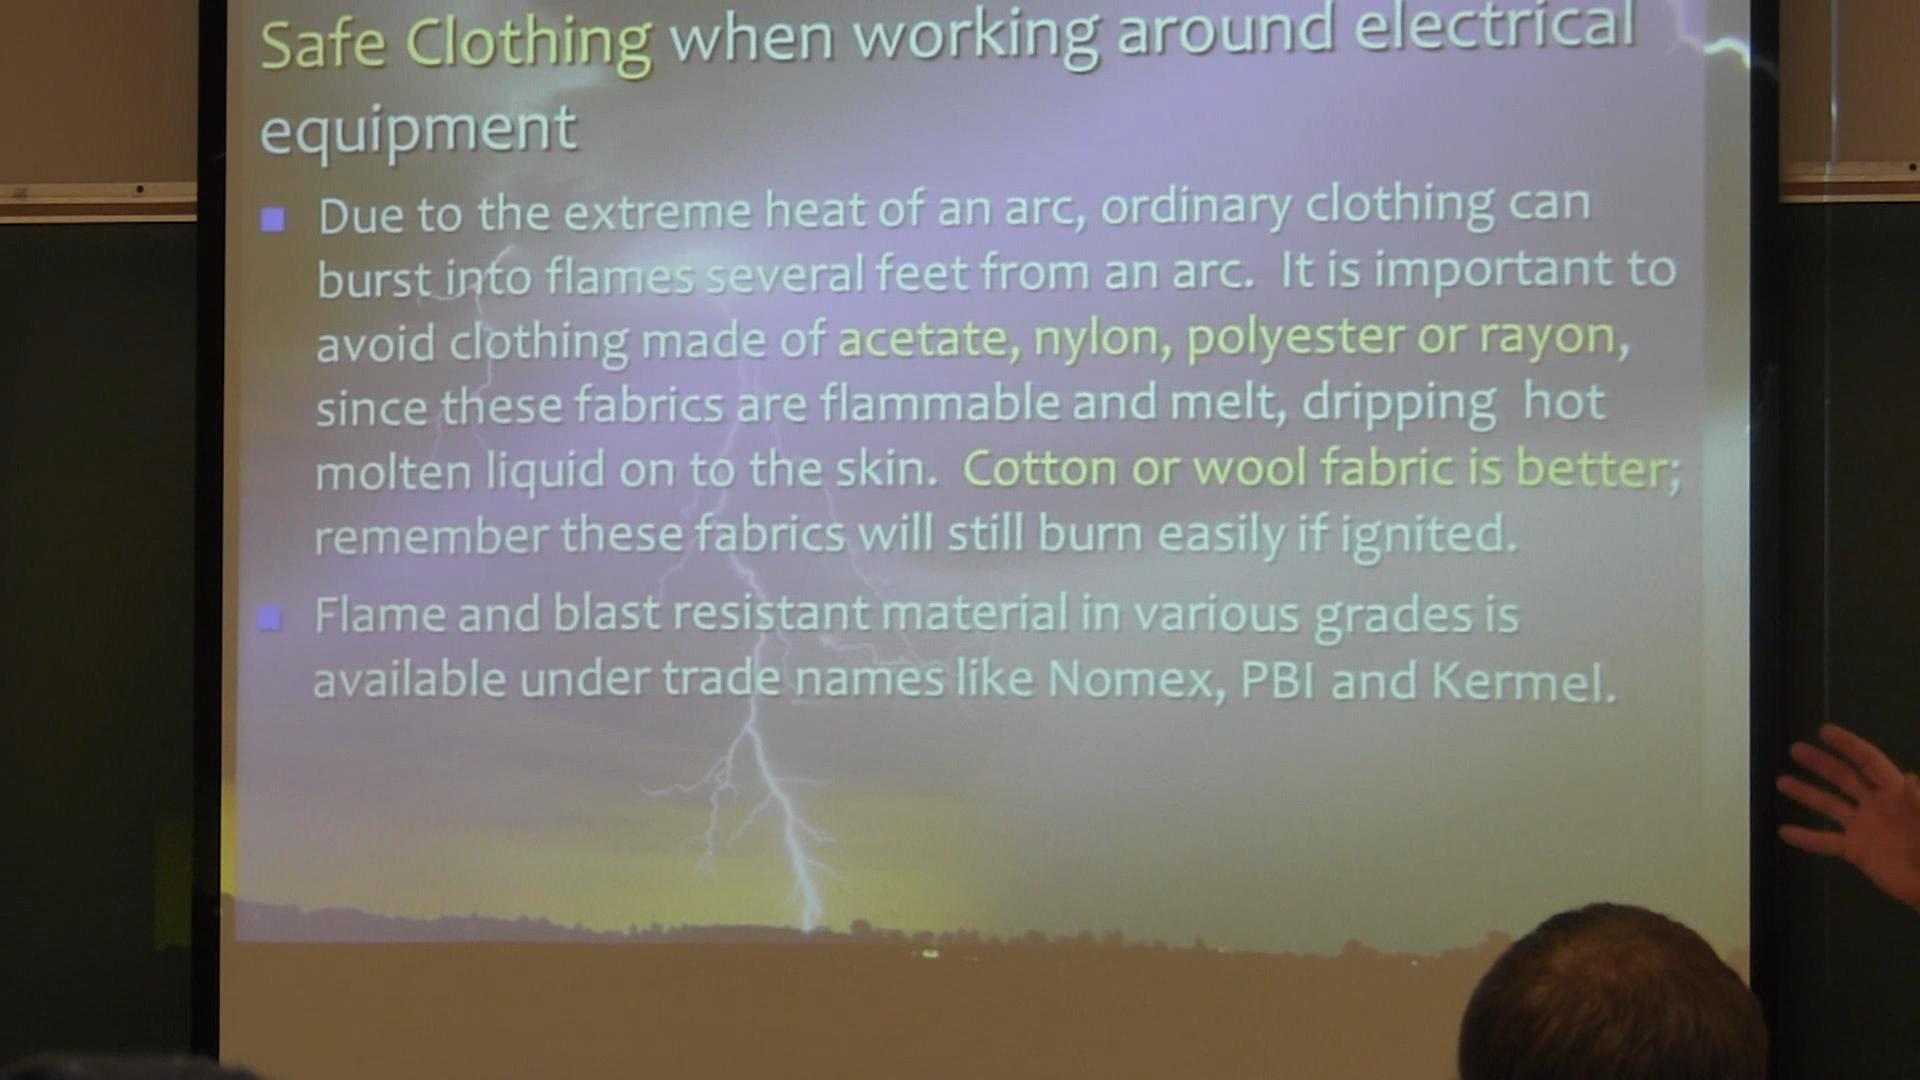 Safe Clothing when working around electrical
equipment
Due to the extreme heat of an arc, ordinary clothing can
burst into flames several feet from an arc. It is important to
avoid clothing made of acetate, nylon, polyester or rayon,
since these fabrics are flammable and melt, dripping hot
molten liquid on to the skin. Cotton or wool fabric is better;
remember these fabrics will still burn easily if ignited.
Flame and blast resistant material in various grades is
available under trade names like Nomex, PBI and Kermel.